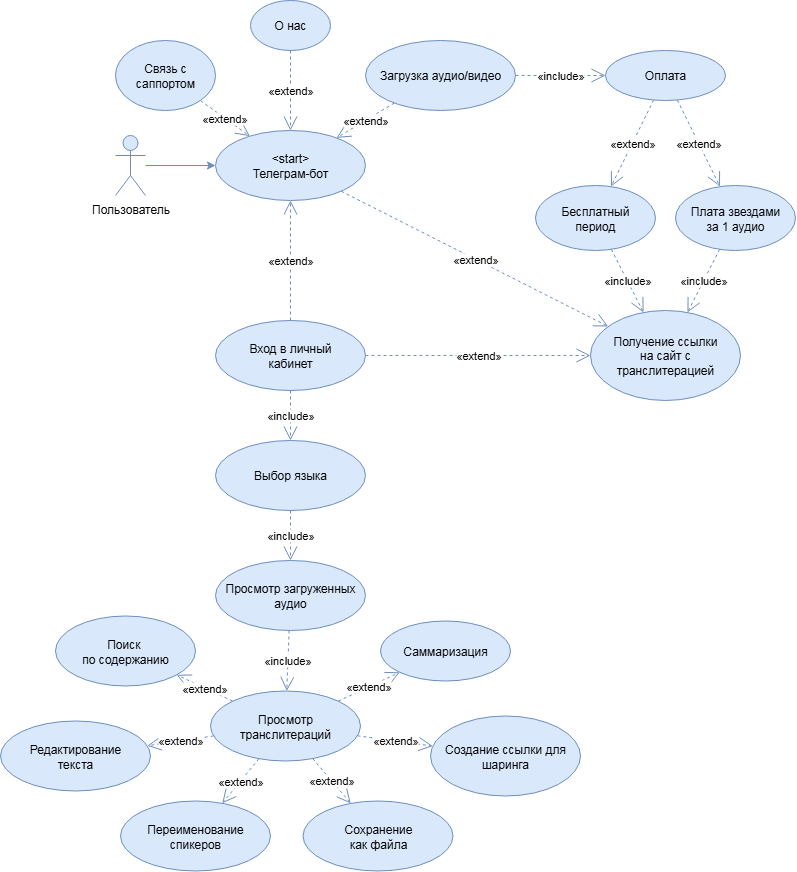 О нас
Связь с
саппортом
Загрузка аудио/видео
«include»
Оплата
«extend»
«extend»
«extend»
«extend»
«extend»
<start>
Телеграм-бот
Пользователь
Бесплатный
период
Плата звездами
за 1 аудио
«extend»
«extend»
«include»
«include»
Вход в личный
кабинет
«extend»
Получение ссылки
на сайт с
транслитерацией
«include»
Выбор языка
«include»
Просмотр загруженных
аудио
«include»
Поиск
по содержанию
Саммаризация
«extend»
«extend»
Просмотр
транслитераций
Редактирование
текста
«extend»
«extend»
Создание ссылки для
шаринга
«extend»
«extend»
Переименование
спикеров
Сохранение
как файла